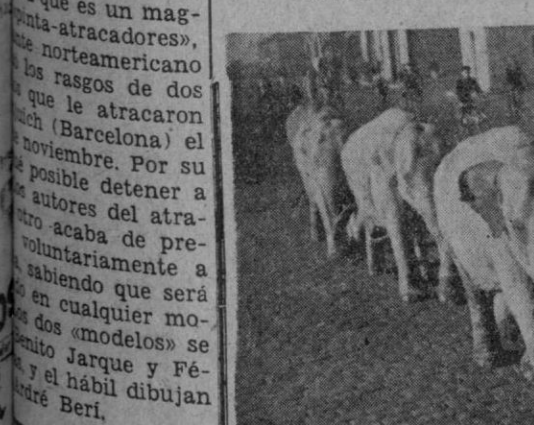 que es un mag-
pinta-atracadores»,
norteamericano
los rasgos de dos
que le atracaron
(Barcelona) el
noviembre. Por su
posible detener a
autores del atra-
otro acaba de pre-
voluntariamente a
sabiendo que será
en cualquier mo-
dos «modelos» se
Benito Jarque y Fé-
y el hábil dibujan
André Berí.